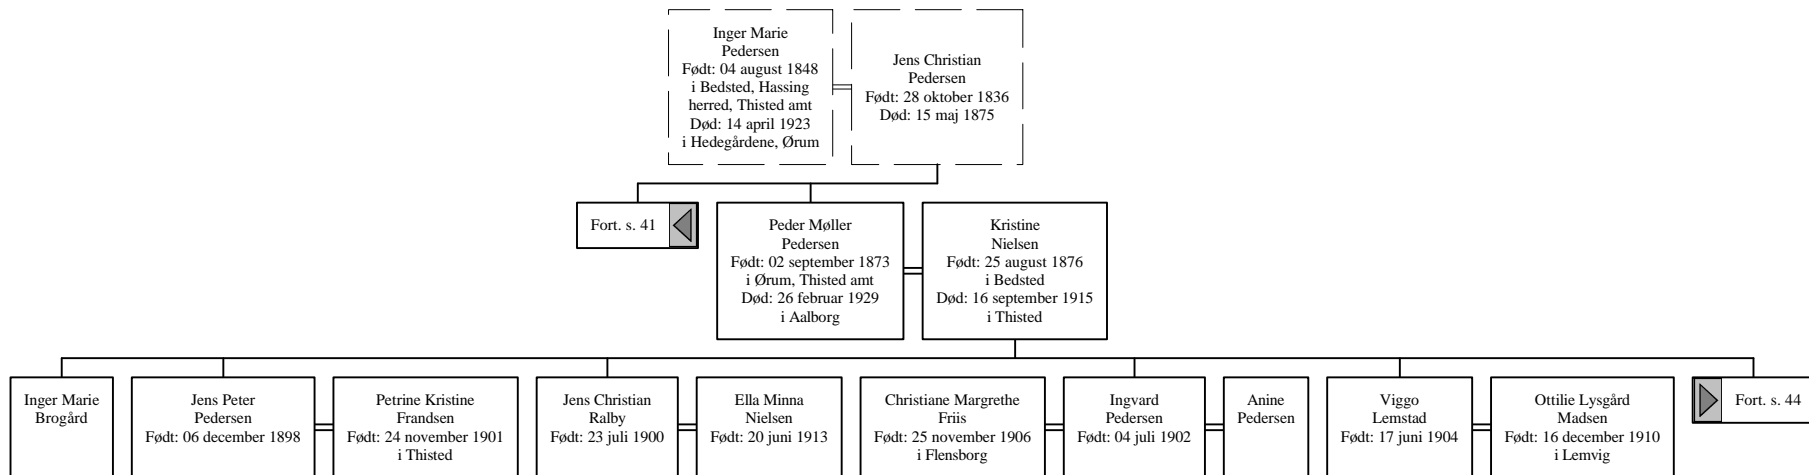 Inger Marie
Pedersen
Født: 04 august 1848
i Bedsted, Hassing
herred, Thisted amt
Død: 14 april 1923
i Hedegårdene, Ørum
Jens Christian
Pedersen
Født: 28 oktober 1836
Død: 15 maj 1875
Fort. s. 41
Peder Møller
Pedersen
Født: 02 september 1873
i Ørum, Thisted amt
Død: 26 februar 1929
i Aalborg
Kristine
Nielsen
Født: 25 august 1876
i Bedsted
Død: 16 september 1915
i Thisted
Inger Marie
Brogård
Jens Peter
Pedersen
Født: 06 december 1898
Petrine Kristine
Frandsen
Født: 24 november 1901
i Thisted
Jens Christian
Ralby
Født: 23 juli 1900
Ella Minna
Nielsen
Født: 20 juni 1913
Christiane Margrethe
Friis
Født: 25 november 1906
i Flensborg
Ingvard
Pedersen
Født: 04 juli 1902
Anine
Pedersen
Viggo
Lemstad
Født: 17 juni 1904
Ottilie Lysgård
Madsen
Født: 16 december 1910
i Lemvig
Fort. s. 44